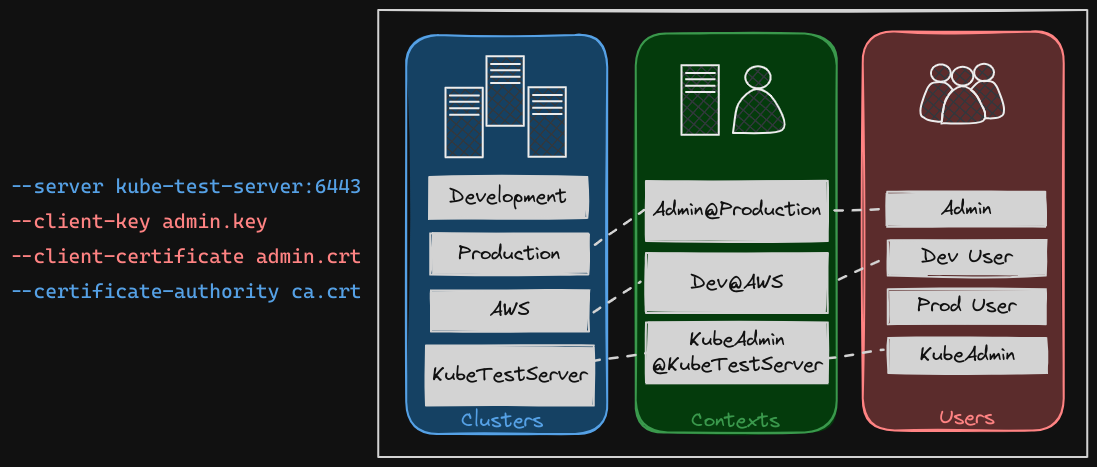 --server kube-test-server:6443
--client-key admin.key
--client-certificate admin.crt
--certificate-authority ca.crt
Development
Production
AWS
KubeTestServer
Clusters
Admin@Production
Dev@AWS
KubeAdmin
@KubeTestServer
Contexts
Admin
Dev User
Prod User
KubeAdmin
Users